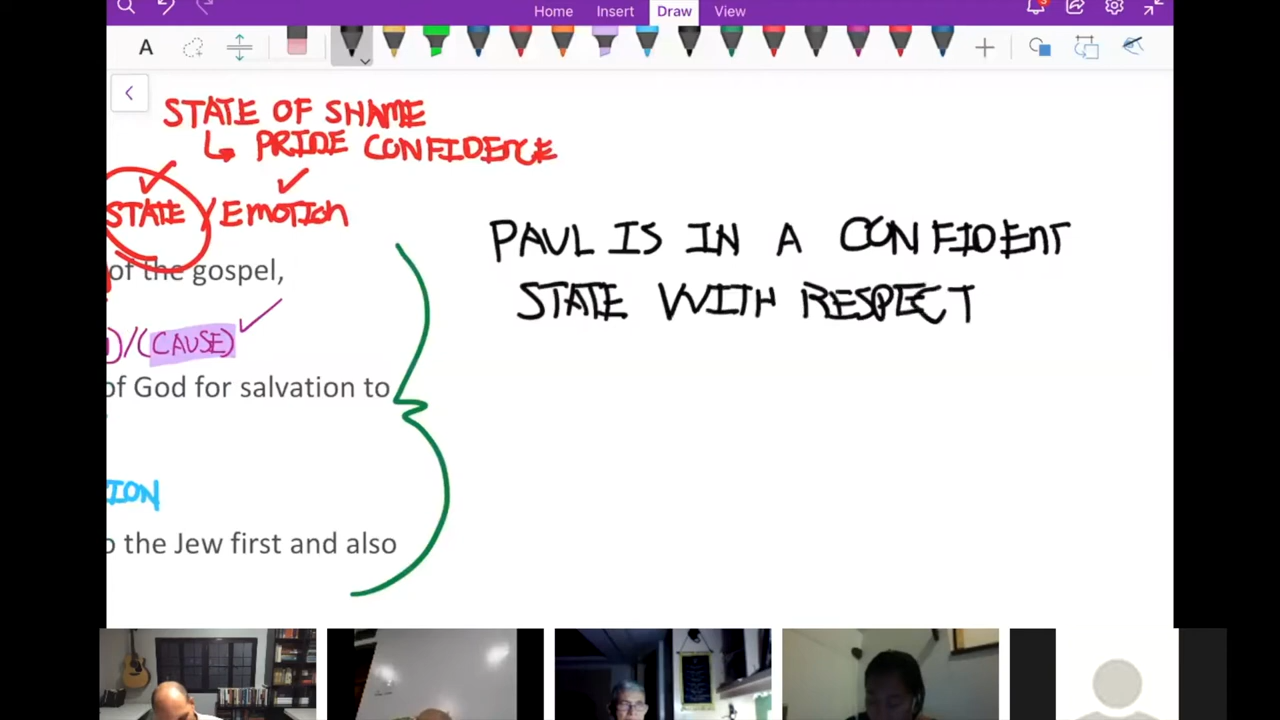 Home Insert Draw View
A
STATE OF SHAME
↳ PRIDE CONFIDENCE
STATE / EMOTION
PAUL IS IN A CONFIDENT
of the gospel,
STATE WITH RESPECT
)/(CAUSE)
of God for salvation to
ION
the Jew first and also